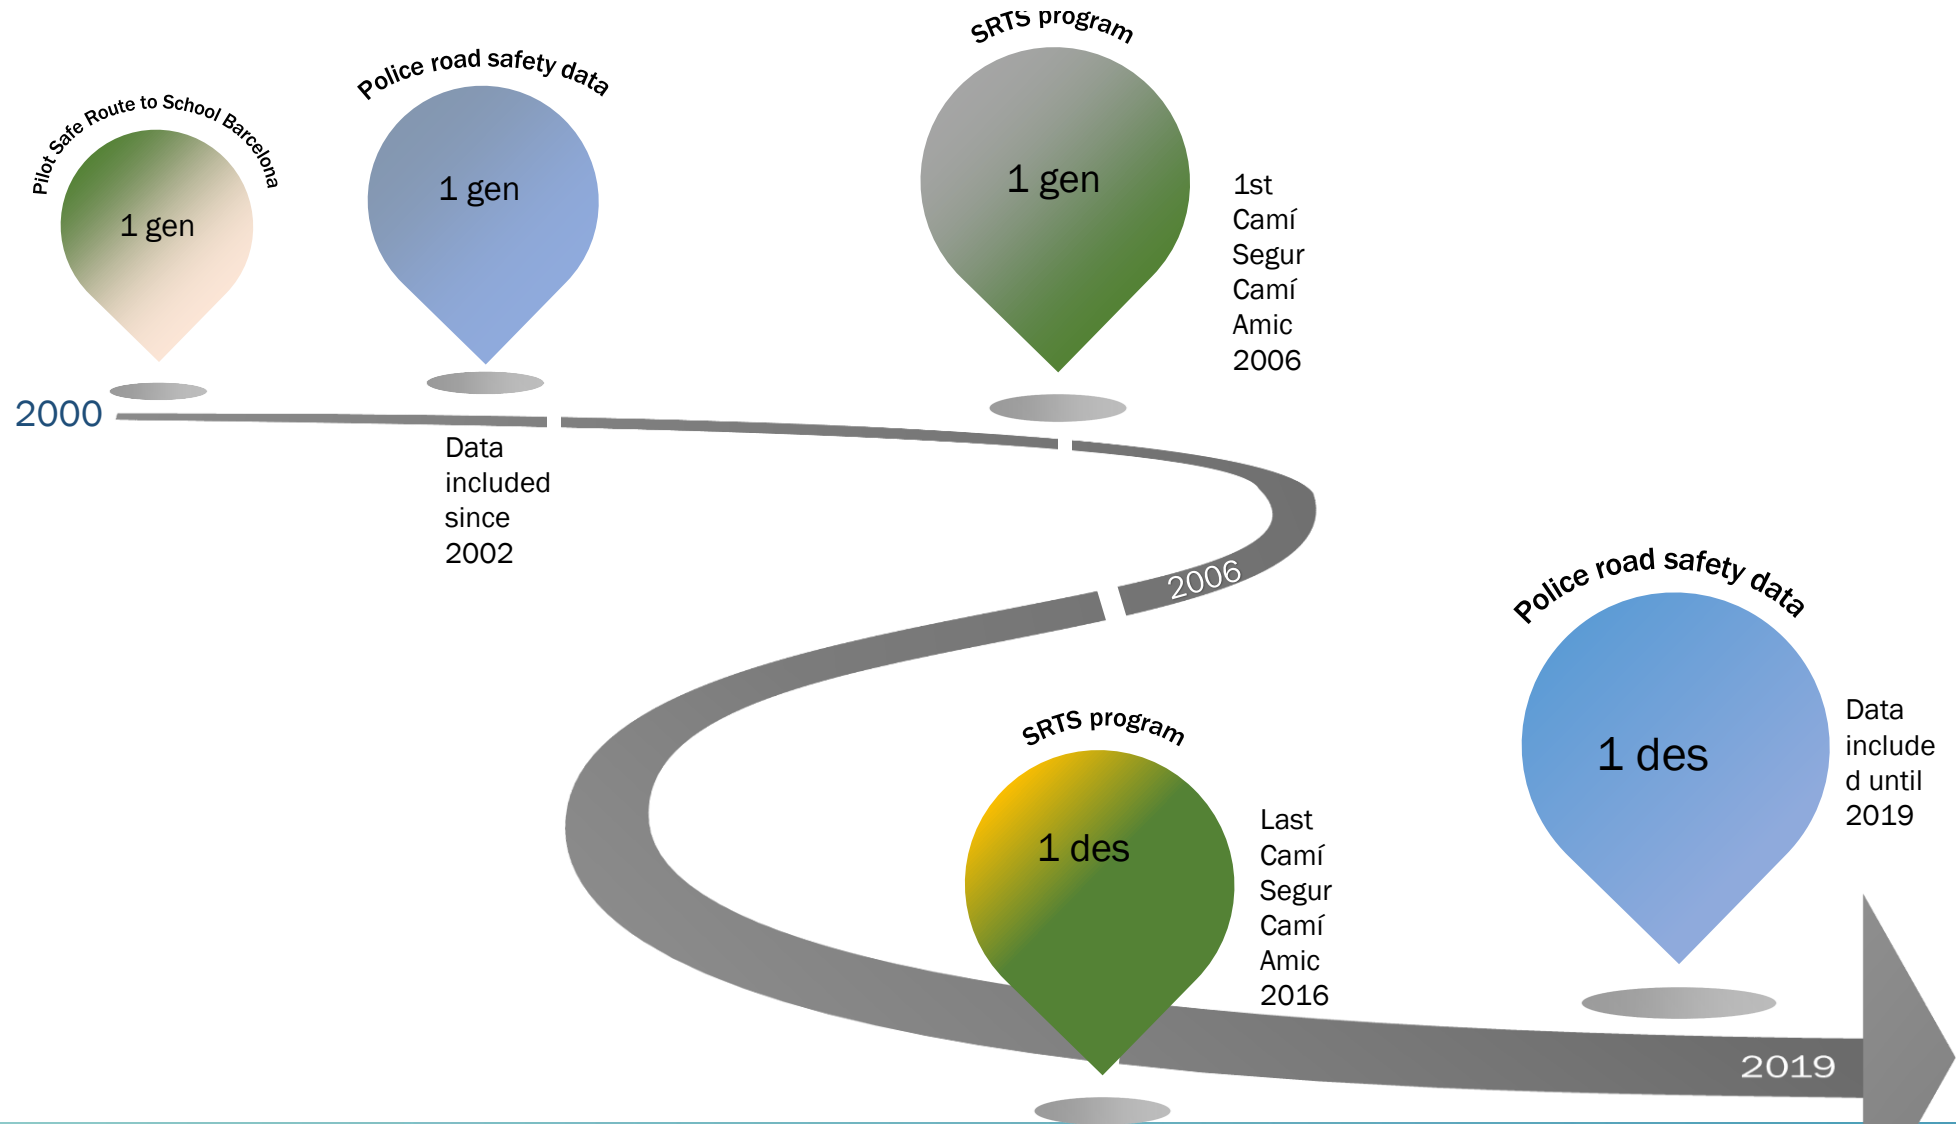 Pilot Safe Route to School Barcelona
1 gen
Police road safety data
1 gen
SRTS program
1 gen
1st
Camí
Segur
Camí
Amic
2006
2000
Data
included
since
2002
2006
SRTS program
1 des
Last
Camí
Segur
Camí
Amic
2016
Police road safety data
1 des
Data
include
d until
2019
2019